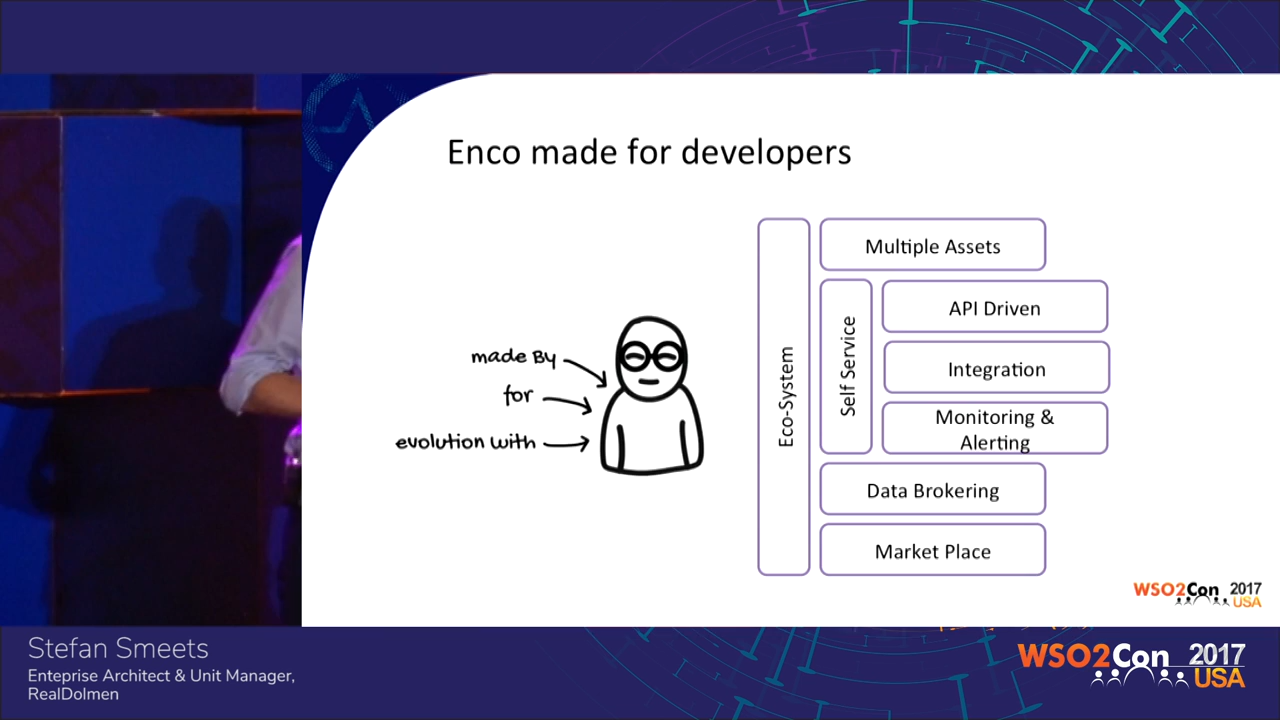 Enco made for developers
made By
for
evolution with
Eco-System
Multiple Assets
Self Service
API Driven
Integration
Monitoring &
Alerting
Data Brokering
Market Place
WSO2Con 2017
USA
Stefan Smeets
Enteprise Architect & Unit Manager,
RealDolmen
WSO2Con 2017
USA